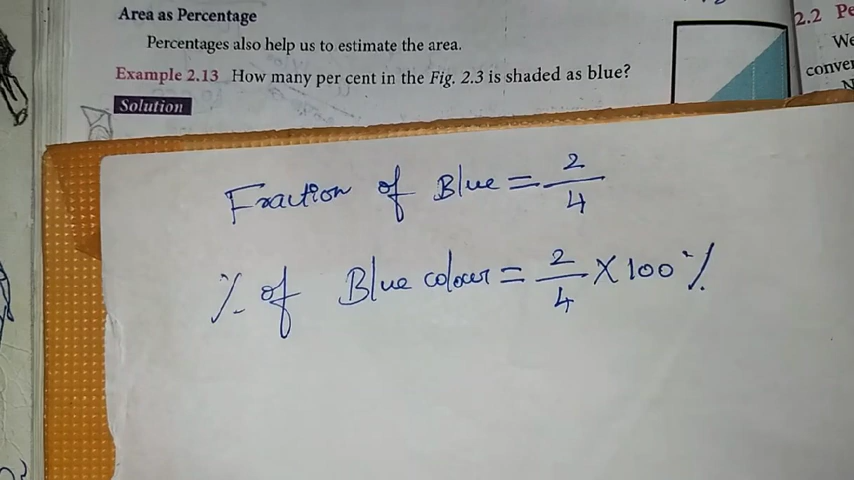 Area as Percentage
Percentages also help us to estimate the area.
Example 2.13 How many per cent in the Fig. 2.3 is shaded as blue?
Solution
2.2 Pe
We
conver
Fraction of Blue = 2/4
% of Blue colour = 2/4 × 100 %